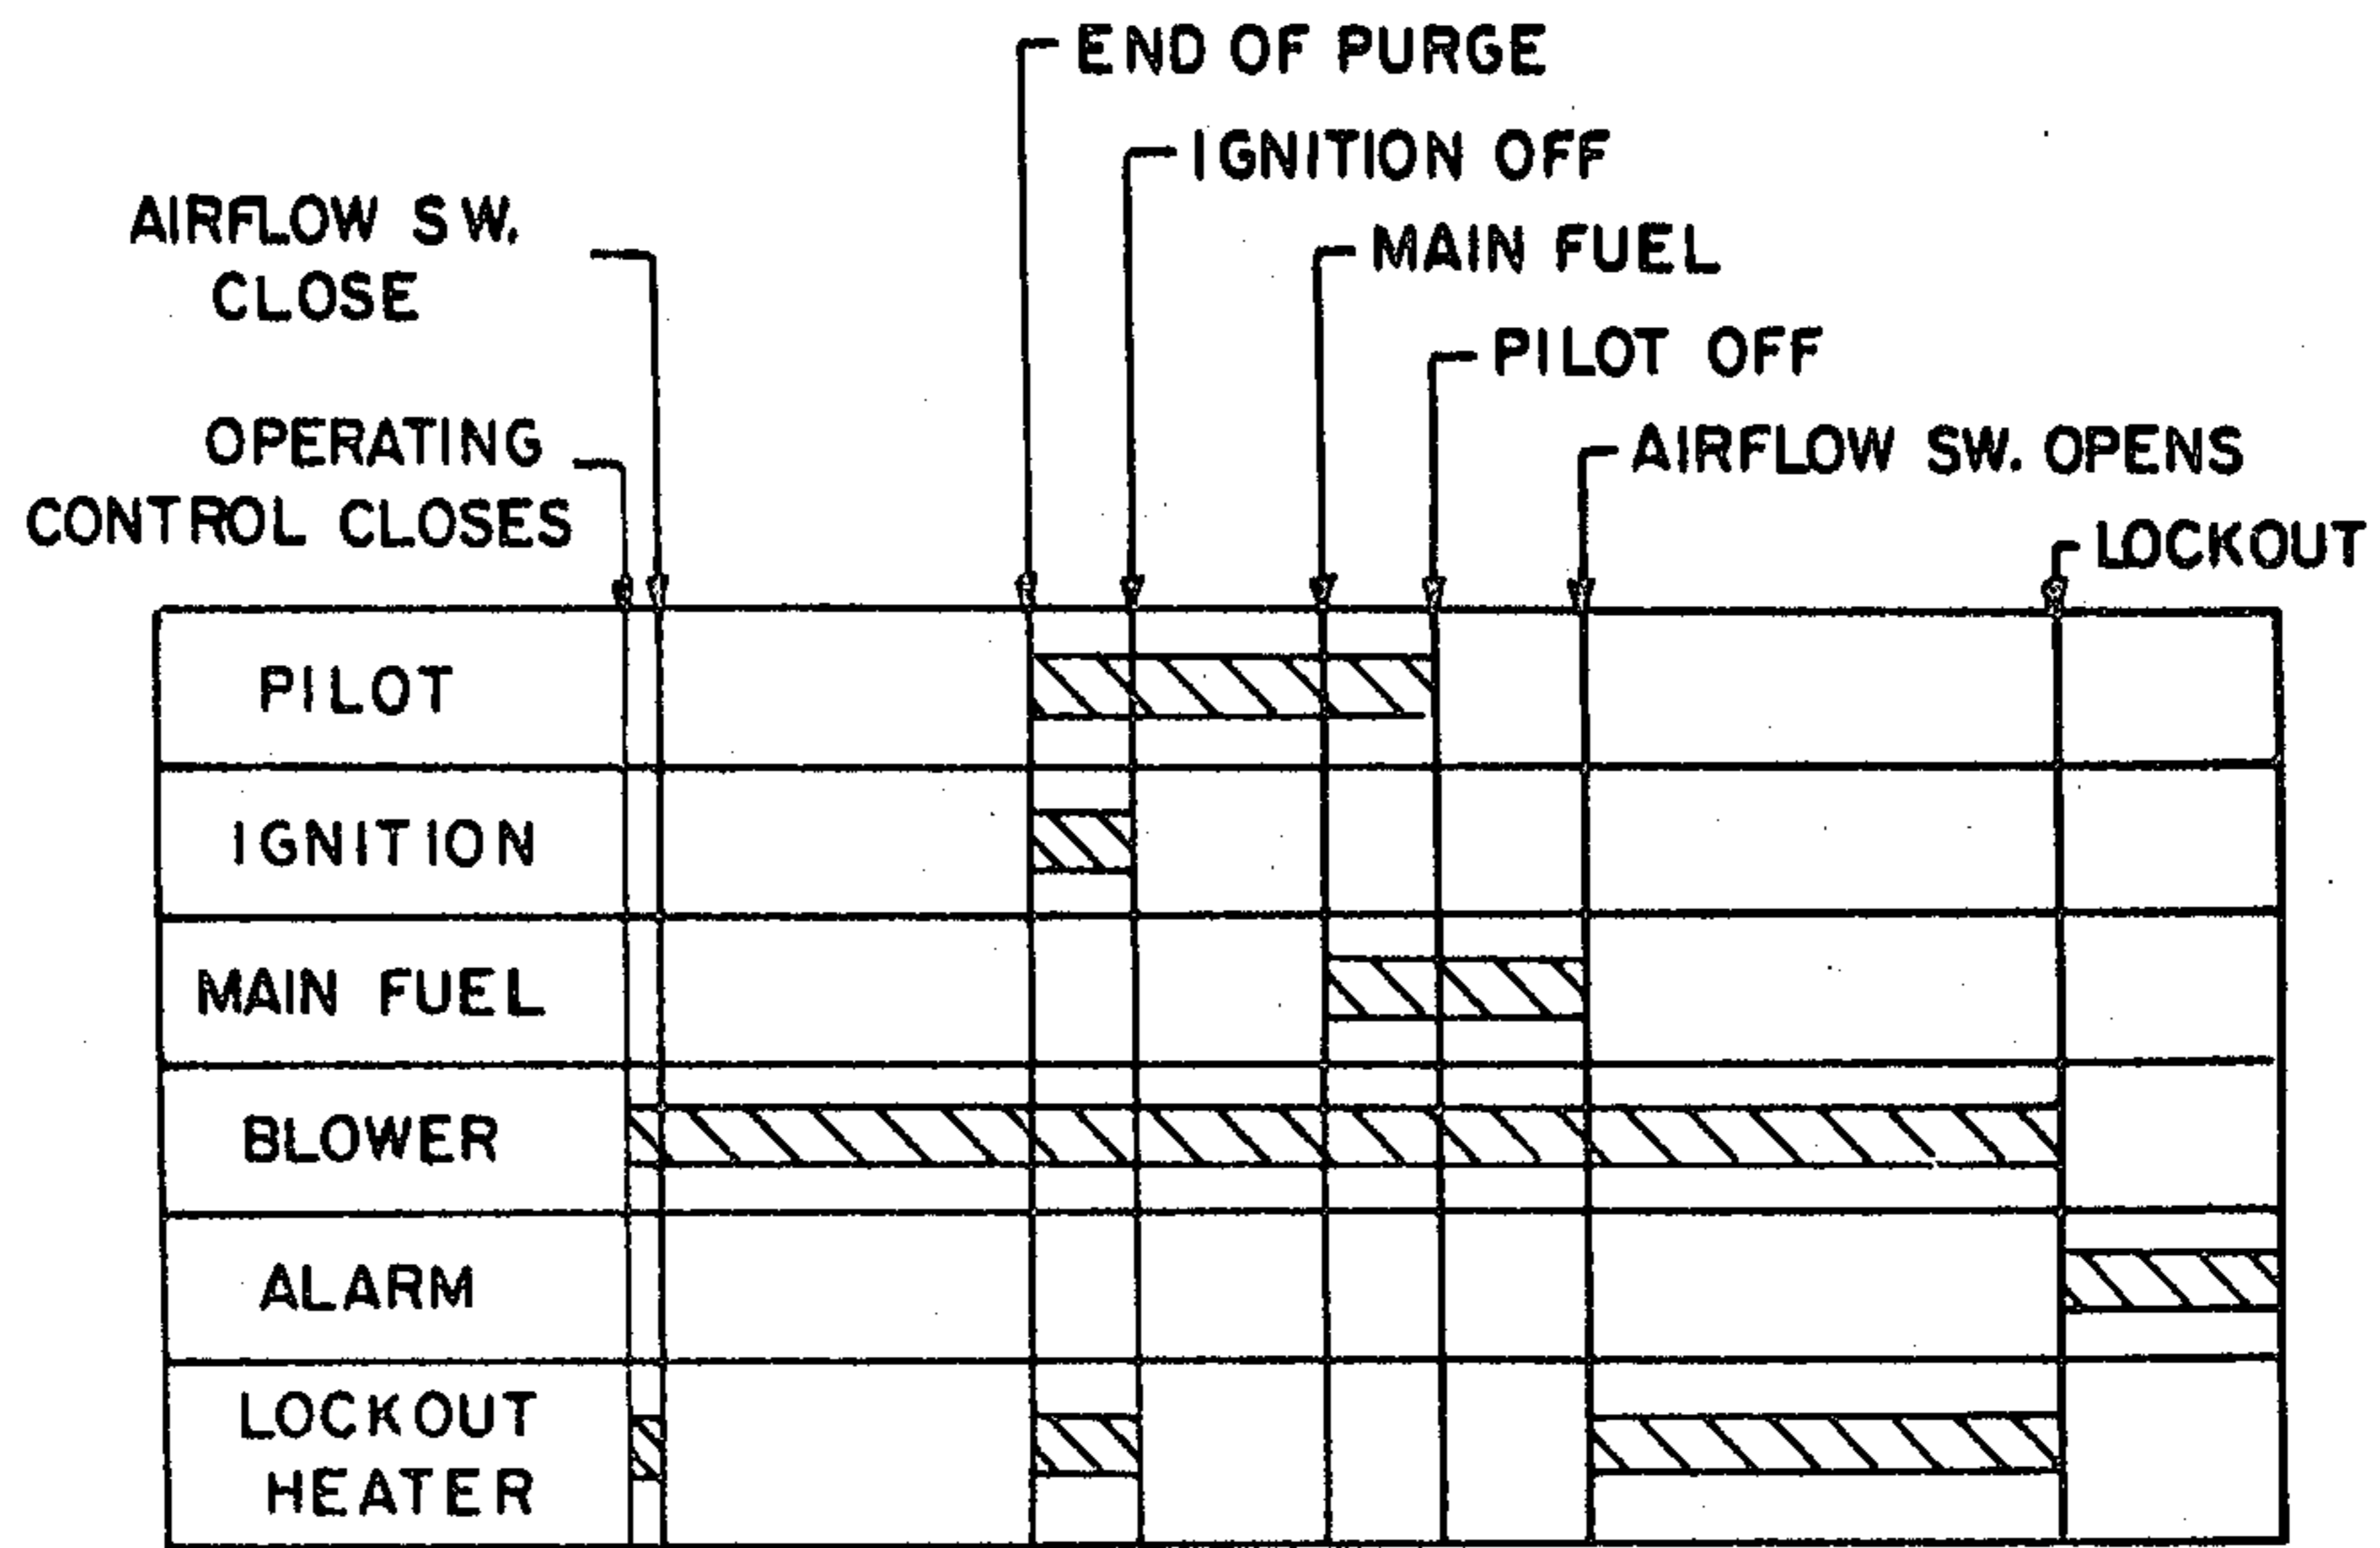 END OF PURGE
IGNITION OFF
AIRFLOW SW.
CLOSE
MAIN FUEL
PILOT OFF
OPERATING
CONTROL CLOSES
AIRFLOW SW. OPENS
LOCKOUT
PILOT
IGNITION
MAIN FUEL
BLOWER
ALARM
LOCKOUT
HEATER